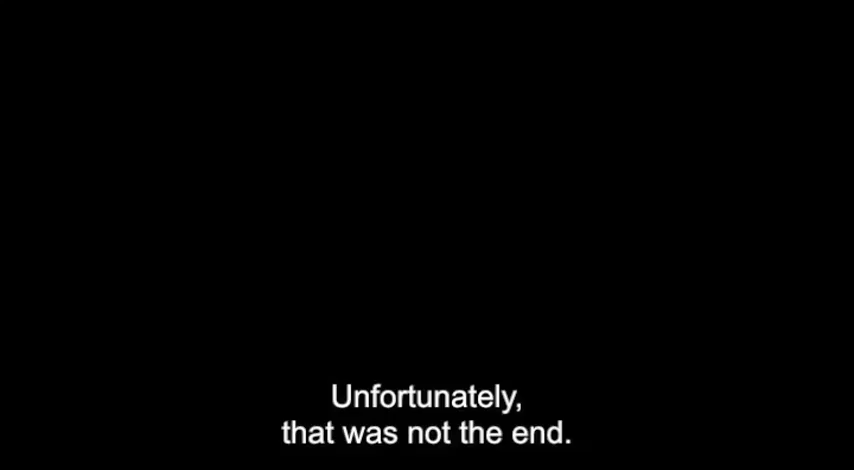 Unfortunately,
that was not the end.